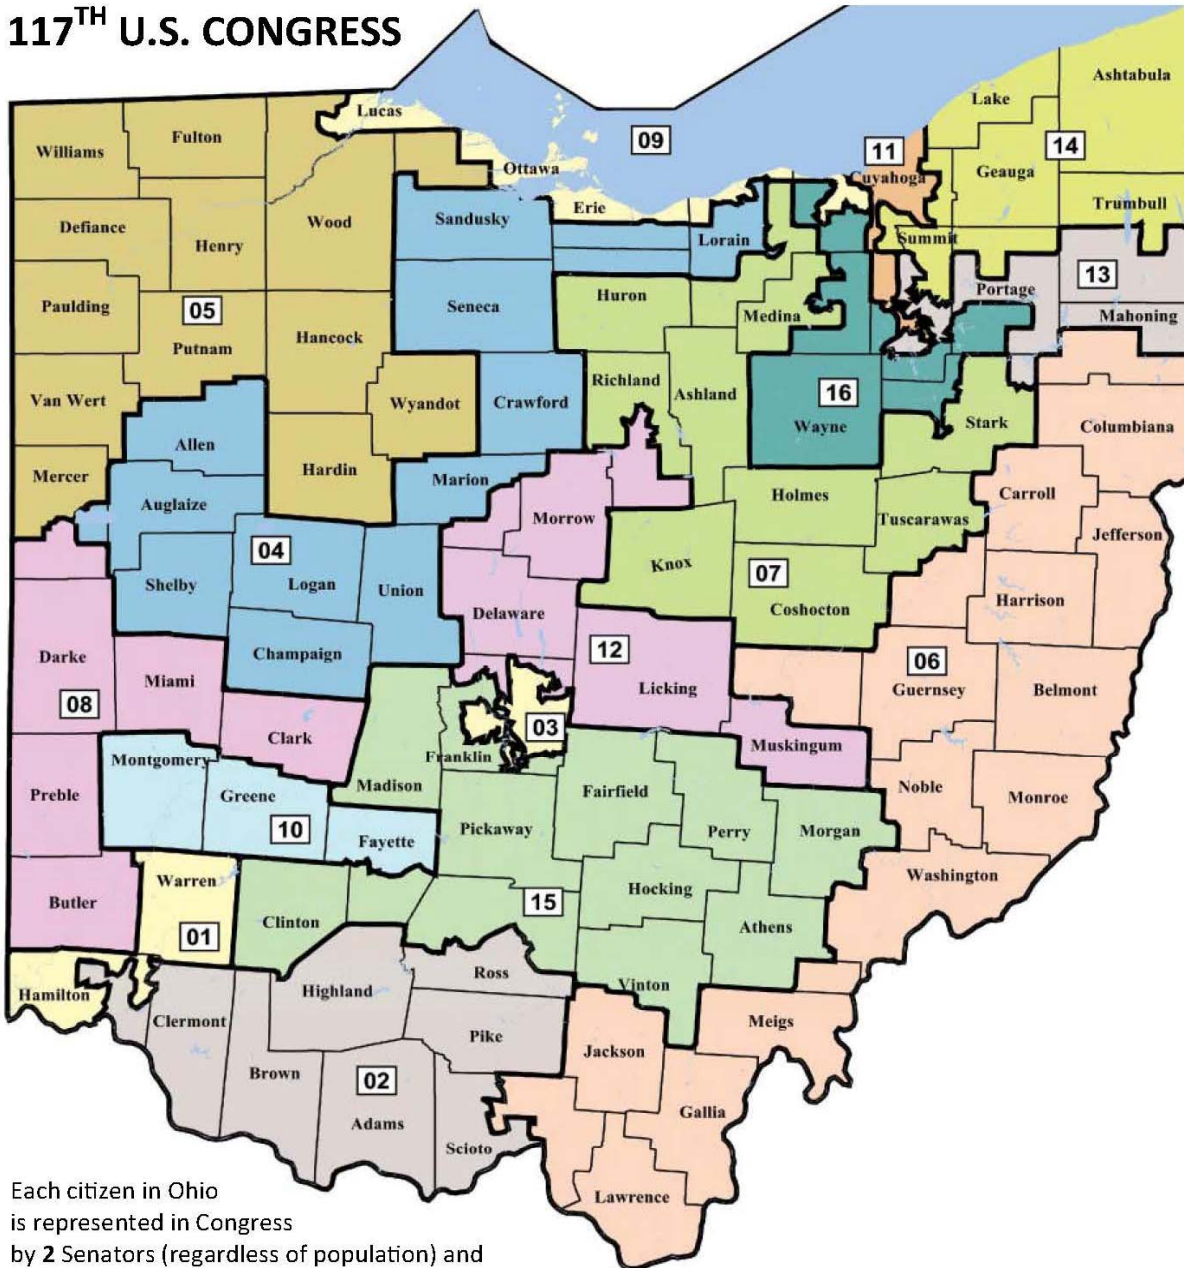 117TH U.S. CONGRESS
Ashtabula
Lake
Lucas
Fulton
09
11
14
Williams
Ottawa
Cuyahoga
Geauga
Erie
Trumbull
Defiance
Wood
Sandusky
Henry
Lorain
Summit
13
Paulding
05
Seneca
Huron
Medina
Portage
Mahoning
Putnam
Hancock
Richland
Ashland
16
Van Wert
Wyandot
Crawford
Wayne
Stark
Columbiana
Allen
Mercer
Hardin
Marion
Holmes
Carroll
Auglaize
Morrow
Tuscarawas
Jefferson
04
Knox
07
Shelby
Logan
Union
Delaware
Coshocton
Harrison
Champaign
12
06
Darke
Miami
Licking
Guernsey
Belmont
08
Clark
03
Muskingum
Montgomery
Franklin
Preble
Greene
Madison
Fairfield
Noble
Monroe
10
Fayette
Pickaway
Perry
Morgan
Warren
Hocking
Washington
Butler
Clinton
15
Athens
01
Hamilton
Highland
Ross
Vinton
Clermont
Pike
Meigs
Jackson
Brown
02
Adams
Gallia
Scioto
Lawrence
Each citizen in Ohio
is represented in Congress
by 2 Senators (regardless of population) and